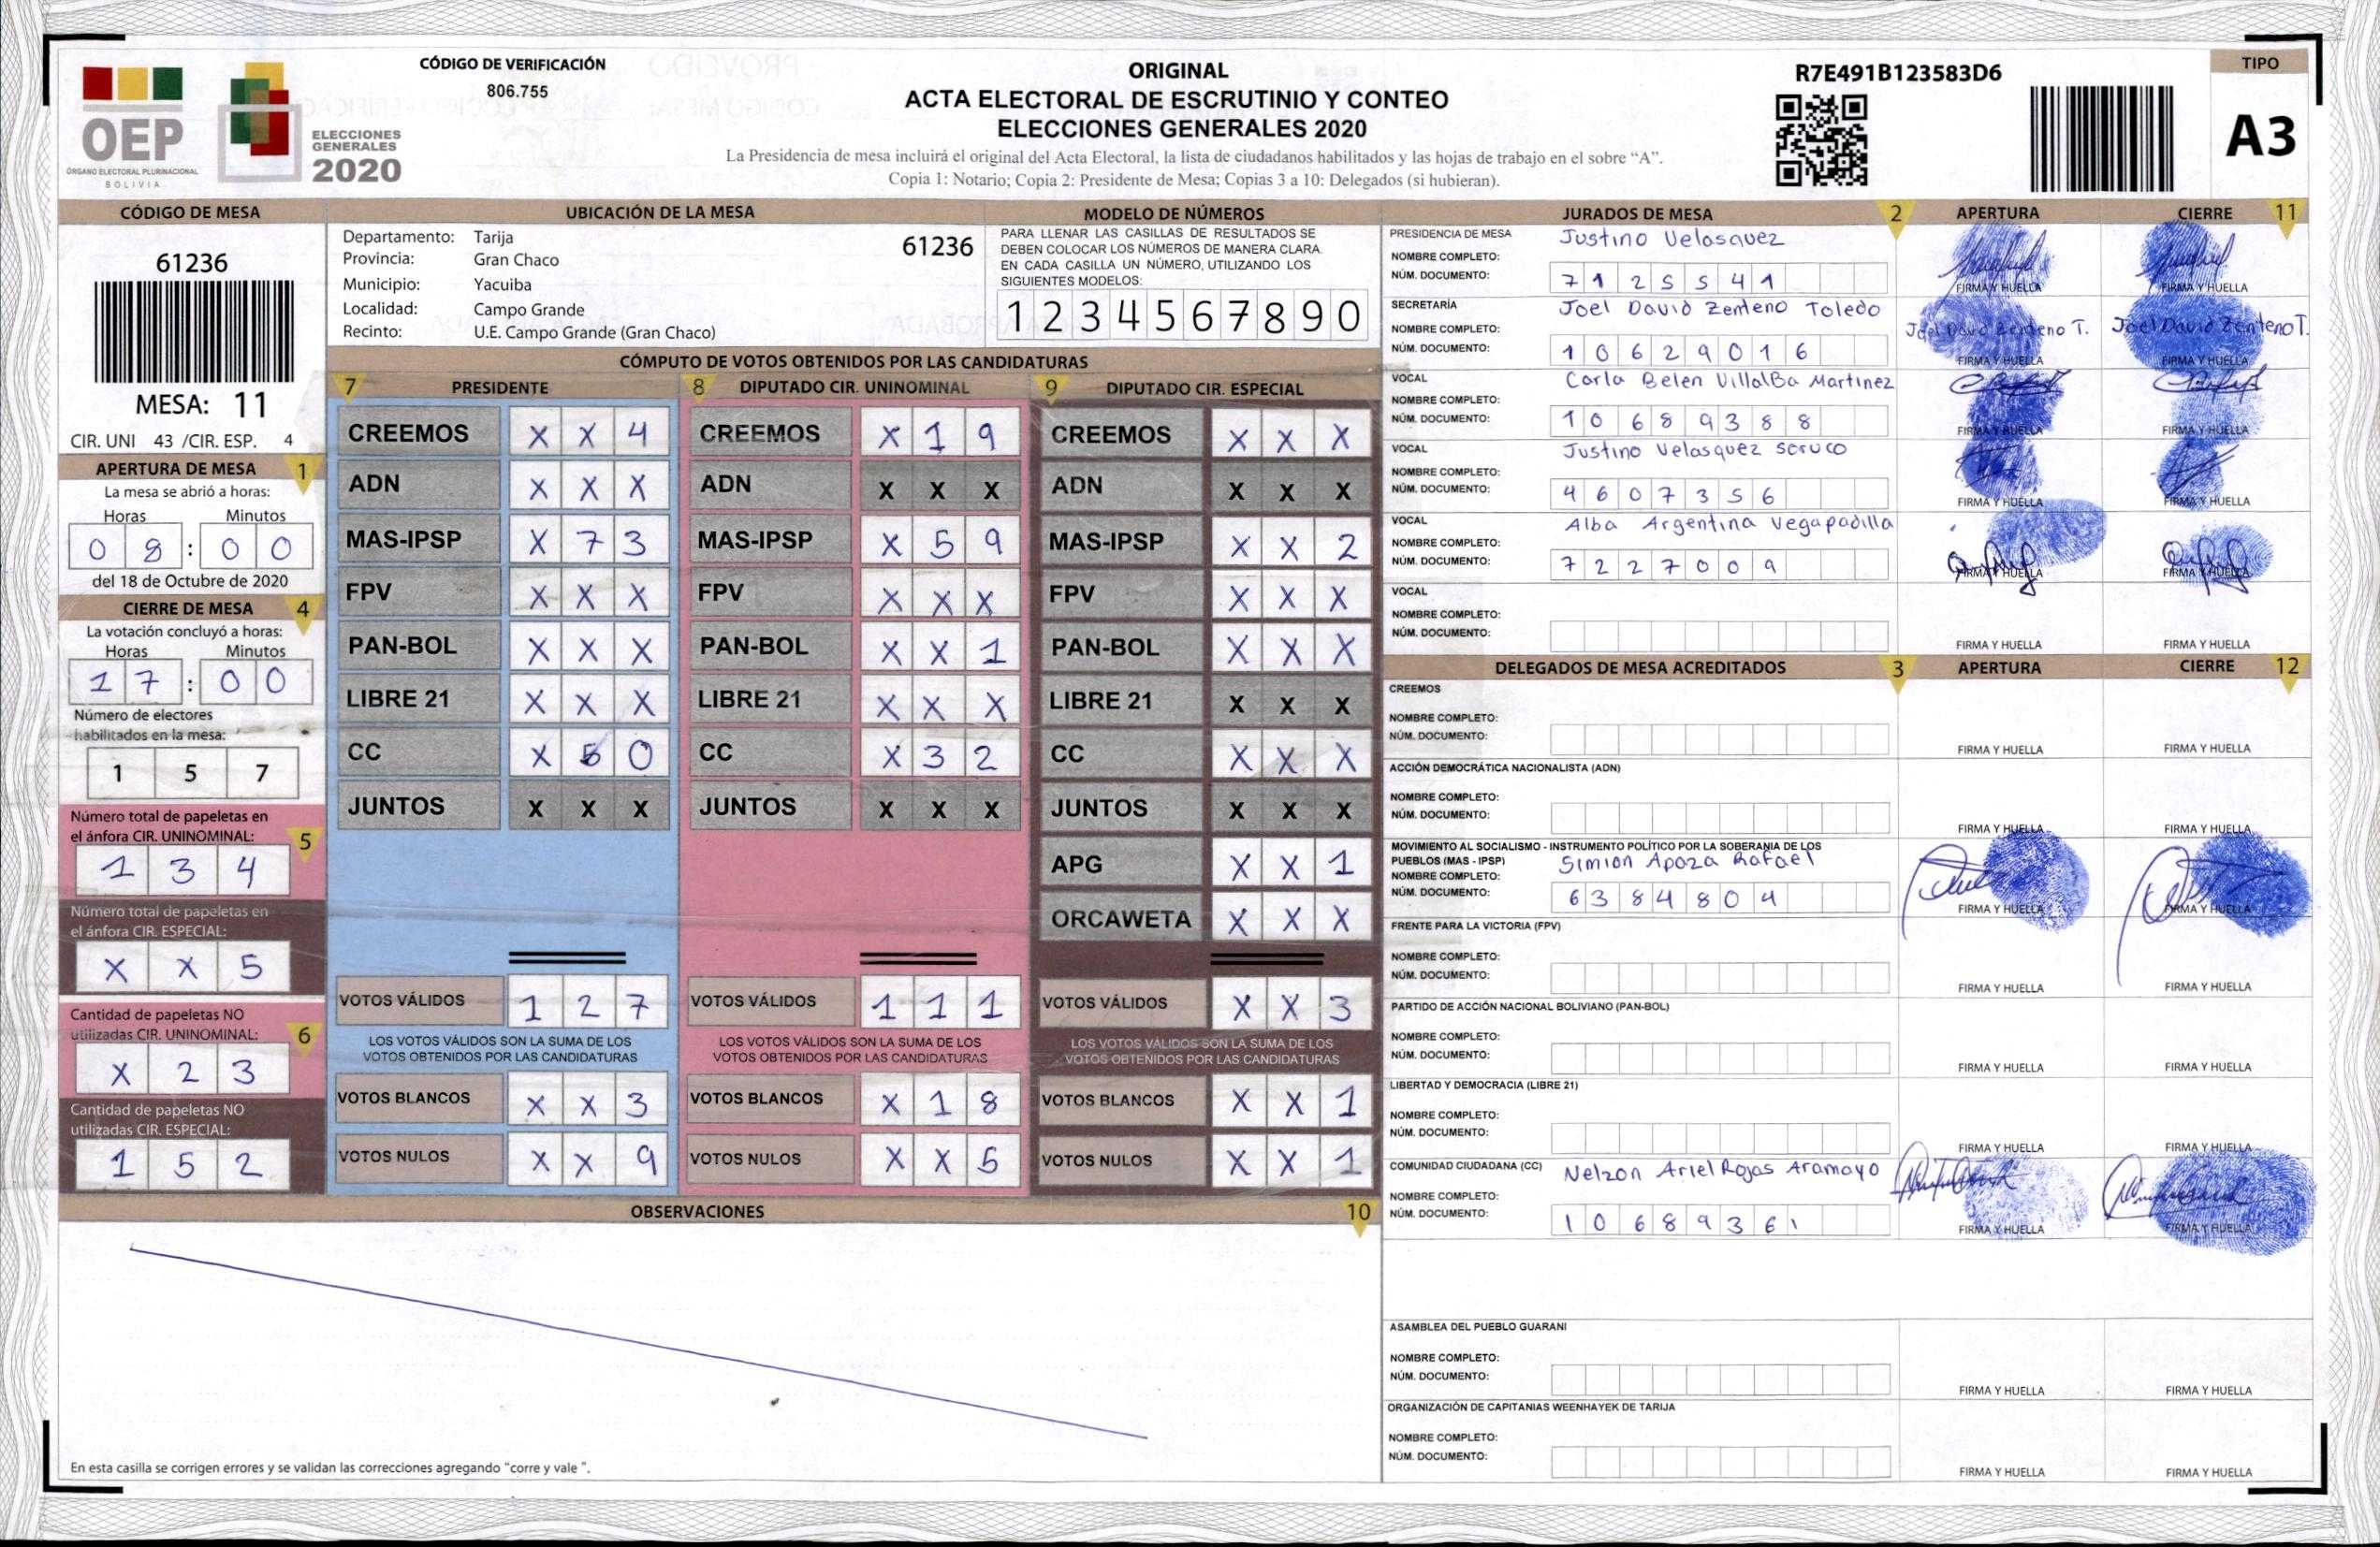 CÓDIGO DE VERIFICACIÓN
806.755
OEP
ÓRGANO ELECTORAL PLURINACIONAL
BOLIVIA
ELECCIONES
GENERALES
2020
ORIGINAL
ACTA ELECTORAL DE ESCRUTINIO Y CONTEO
ELECCIONES GENERALES 2020
La Presidencia de mesa incluirá el original del Acta Electoral, la lista de ciudadanos habilitados y las hojas de trabajo en el sobre “A”.
Copia 1: Notario; Copia 2: Presidente de Mesa; Copias 3 a 10: Delegados (si hubieran).
R7E491B123583D6
TIPO
A3
CÓDIGO DE MESA
61236
MESA: 11
CIR. UNI 43 /CIR. ESP. 4
APERTURA DE MESA 1
La mesa se abrió a horas:
Horas Minutos
0 8 : 0 0
del 18 de Octubre de 2020
CIERRE DE MESA 4
La votación concluyó a horas:
Horas Minutos
1 7 : 0 0
Número de electores
habilitados en la mesa:
1 5 7
Número total de papeletas en
el ánfora CIR. UNINOMINAL: 5
1 3 4
Número total de papeletas en
el ánfora CIR. ESPECIAL:
X X 5
Cantidad de papeletas NO
utilizadas CIR. UNINOMINAL: 6
X 2 3
Cantidad de papeletas NO
utilizadas CIR. ESPECIAL:
1 5 2
UBICACIÓN DE LA MESA
Departamento: Tarija
61236
Provincia: Gran Chaco
Municipio: Yacuiba
Localidad: Campo Grande
Recinto: U.E. Campo Grande (Gran Chaco)
MODELO DE NÚMEROS
PARA LLENAR LAS CASILLAS DE RESULTADOS SE
DEBEN COLOCAR LOS NÚMEROS DE MANERA CLARA.
EN CADA CASILLA UN NÚMERO, UTILIZANDO LOS
SIGUIENTES MODELOS:
1 2 3 4 5 6 7 8 9 0
CÓMPUTO DE VOTOS OBTENIDOS POR LAS CANDIDATURAS
7 PRESIDENTE
CREEMOS X X 4
ADN X X X
MAS-IPSP X 7 3
FPV X X X
PAN-BOL X X X
LIBRE 21 X X X
CC X 5 0
JUNTOS X X X
VOTOS VÁLIDOS 1 2 7
LOS VOTOS VÁLIDOS SON LA SUMA DE LOS
VOTOS OBTENIDOS POR LAS CANDIDATURAS
VOTOS BLANCOS X X 3
VOTOS NULOS X X 9
8 DIPUTADO CIR. UNINOMINAL
CREEMOS X 1 9
ADN X X X
MAS-IPSP X 5 9
FPV X X X
PAN-BOL X X 1
LIBRE 21 X X X
CC X 3 2
JUNTOS X X X
VOTOS VÁLIDOS 1 1 1
LOS VOTOS VÁLIDOS SON LA SUMA DE LOS
VOTOS OBTENIDOS POR LAS CANDIDATURAS
VOTOS BLANCOS X 1 8
VOTOS NULOS X X 5
9 DIPUTADO CIR. ESPECIAL
CREEMOS X X X
ADN X X X
MAS-IPSP X X 2
FPV X X X
PAN-BOL X X X
LIBRE 21 X X X
CC X X X
JUNTOS X X X
APG X X 1
ORCAWETA X X X
VOTOS VÁLIDOS X X 3
LOS VOTOS VÁLIDOS SON LA SUMA DE LOS
VOTOS OBTENIDOS POR LAS CANDIDATURAS
VOTOS BLANCOS X X 1
VOTOS NULOS X X 1
OBSERVACIONES 10
En esta casilla se corrigen errores y se validan las correcciones agregando “corre y vale ”.
JURADOS DE MESA 2 APERTURA CIERRE 11
PRESIDENCIA DE MESA Justino Velasquez
NOMBRE COMPLETO:
NÚM. DOCUMENTO: 7 1 2 5 5 4 1
FIRMA Y HUELLA FIRMA Y HUELLA
SECRETARÍA Joel David Zenteno Toledo
NOMBRE COMPLETO: Joel David Zenteno T. Joel David Zenteno T.
NÚM. DOCUMENTO: 1 0 6 2 9 0 1 6
FIRMA Y HUELLA FIRMA Y HUELLA
VOCAL Carla Belen VillalBa Martinez
NOMBRE COMPLETO:
NÚM. DOCUMENTO: 1 0 6 8 9 3 8 8
FIRMA Y HUELLA FIRMA Y HUELLA
VOCAL Justino Velasquez soruco
NOMBRE COMPLETO:
NÚM. DOCUMENTO: 4 6 0 7 3 5 6
FIRMA Y HUELLA FIRMA Y HUELLA
VOCAL Alba Argentina Vega padilla
NOMBRE COMPLETO:
NÚM. DOCUMENTO: 7 2 2 7 0 0 9
FIRMA Y HUELLA FIRMA Y HUELLA
VOCAL
NOMBRE COMPLETO:
NÚM. DOCUMENTO:
FIRMA Y HUELLA FIRMA Y HUELLA
DELEGADOS DE MESA ACREDITADOS 3 APERTURA CIERRE 12
CREEMOS
NOMBRE COMPLETO:
NÚM. DOCUMENTO:
FIRMA Y HUELLA FIRMA Y HUELLA
ACCIÓN DEMOCRÁTICA NACIONALISTA (ADN)
NOMBRE COMPLETO:
NÚM. DOCUMENTO:
FIRMA Y HUELLA FIRMA Y HUELLA
MOVIMIENTO AL SOCIALISMO - INSTRUMENTO POLÍTICO POR LA SOBERANIA DE LOS
PUEBLOS (MAS - IPSP) Simion Apaza Rafael
NOMBRE COMPLETO:
NÚM. DOCUMENTO: 6 3 8 4 8 0 4
FIRMA Y HUELLA FIRMA Y HUELLA
FRENTE PARA LA VICTORIA (FPV)
NOMBRE COMPLETO:
NÚM. DOCUMENTO:
FIRMA Y HUELLA FIRMA Y HUELLA
PARTIDO DE ACCIÓN NACIONAL BOLIVIANO (PAN-BOL)
NOMBRE COMPLETO:
NÚM. DOCUMENTO:
FIRMA Y HUELLA FIRMA Y HUELLA
LIBERTAD Y DEMOCRACIA (LIBRE 21)
NOMBRE COMPLETO:
NÚM. DOCUMENTO:
FIRMA Y HUELLA FIRMA Y HUELLA
COMUNIDAD CIUDADANA (CC) Nelzon Ariel Rojas Aramayo
NOMBRE COMPLETO:
NÚM. DOCUMENTO: 1 0 6 8 9 3 6 1
FIRMA Y HUELLA FIRMA Y HUELLA
ASAMBLEA DEL PUEBLO GUARANI
NOMBRE COMPLETO:
NÚM. DOCUMENTO:
FIRMA Y HUELLA FIRMA Y HUELLA
ORGANIZACIÓN DE CAPITANIAS WEENHAYEK DE TARIJA
NOMBRE COMPLETO:
NÚM. DOCUMENTO:
FIRMA Y HUELLA FIRMA Y HUELLA